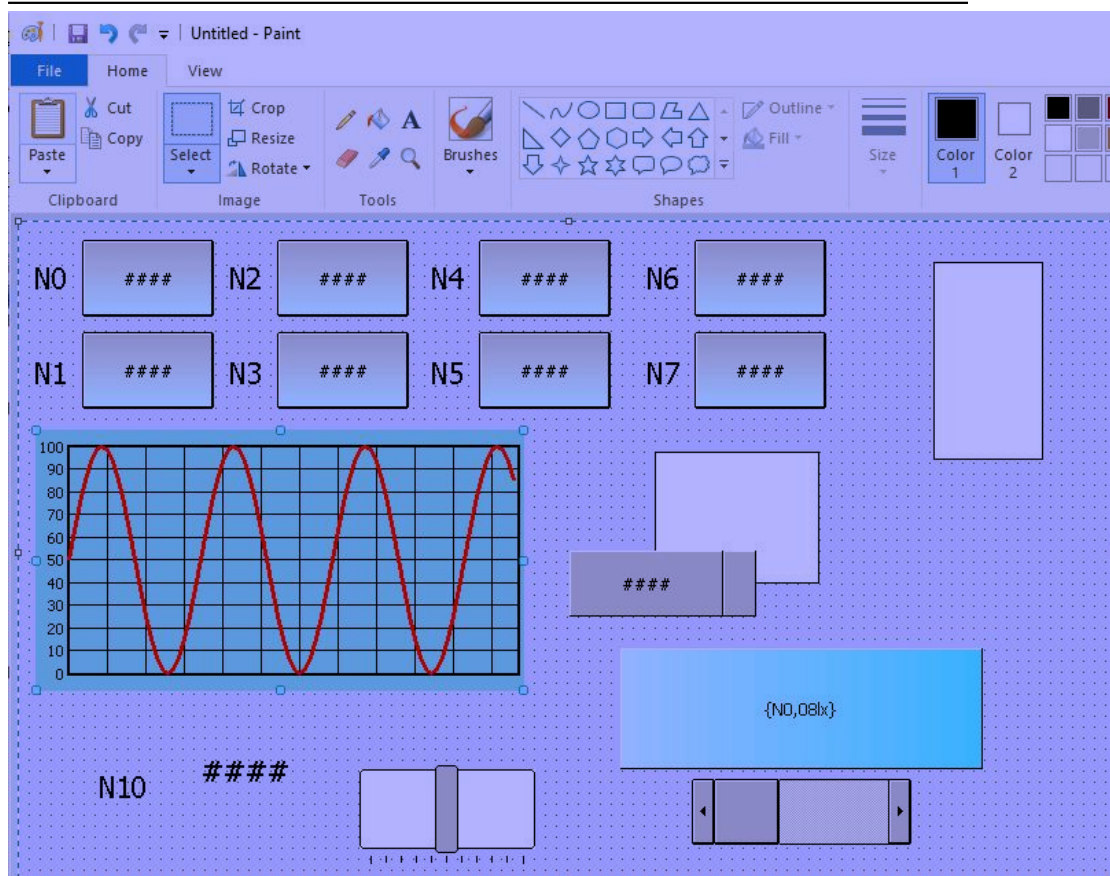 Untitled - Paint
File Home View
Paste
Cut
Copy
Select
Crop
Resize
Rotate
A
Brushes
Outline
Fill
Size
Color 1
Color 2
Clipboard Image Tools Shapes
N0 #### N2 #### N4 #### N6 ####
N1 #### N3 #### N5 #### N7 ####
100
90
80
70
60
50
40
30
20
10
0
####
{N0,08lx}
N10 ####